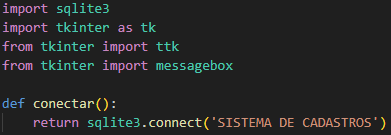 import sqlite3
import tkinter as tk
from tkinter import ttk
from tkinter import messagebox
def conectar():
    return sqlite3.connect('SISTEMA DE CADASTROS')